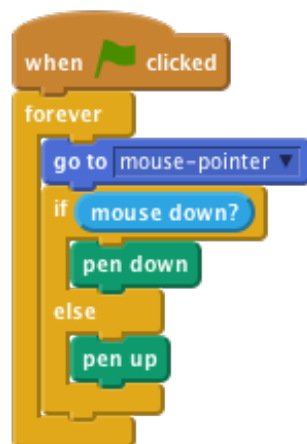 when clicked
forever
go to mouse-pointer
if mouse down?
pen down
else
pen up